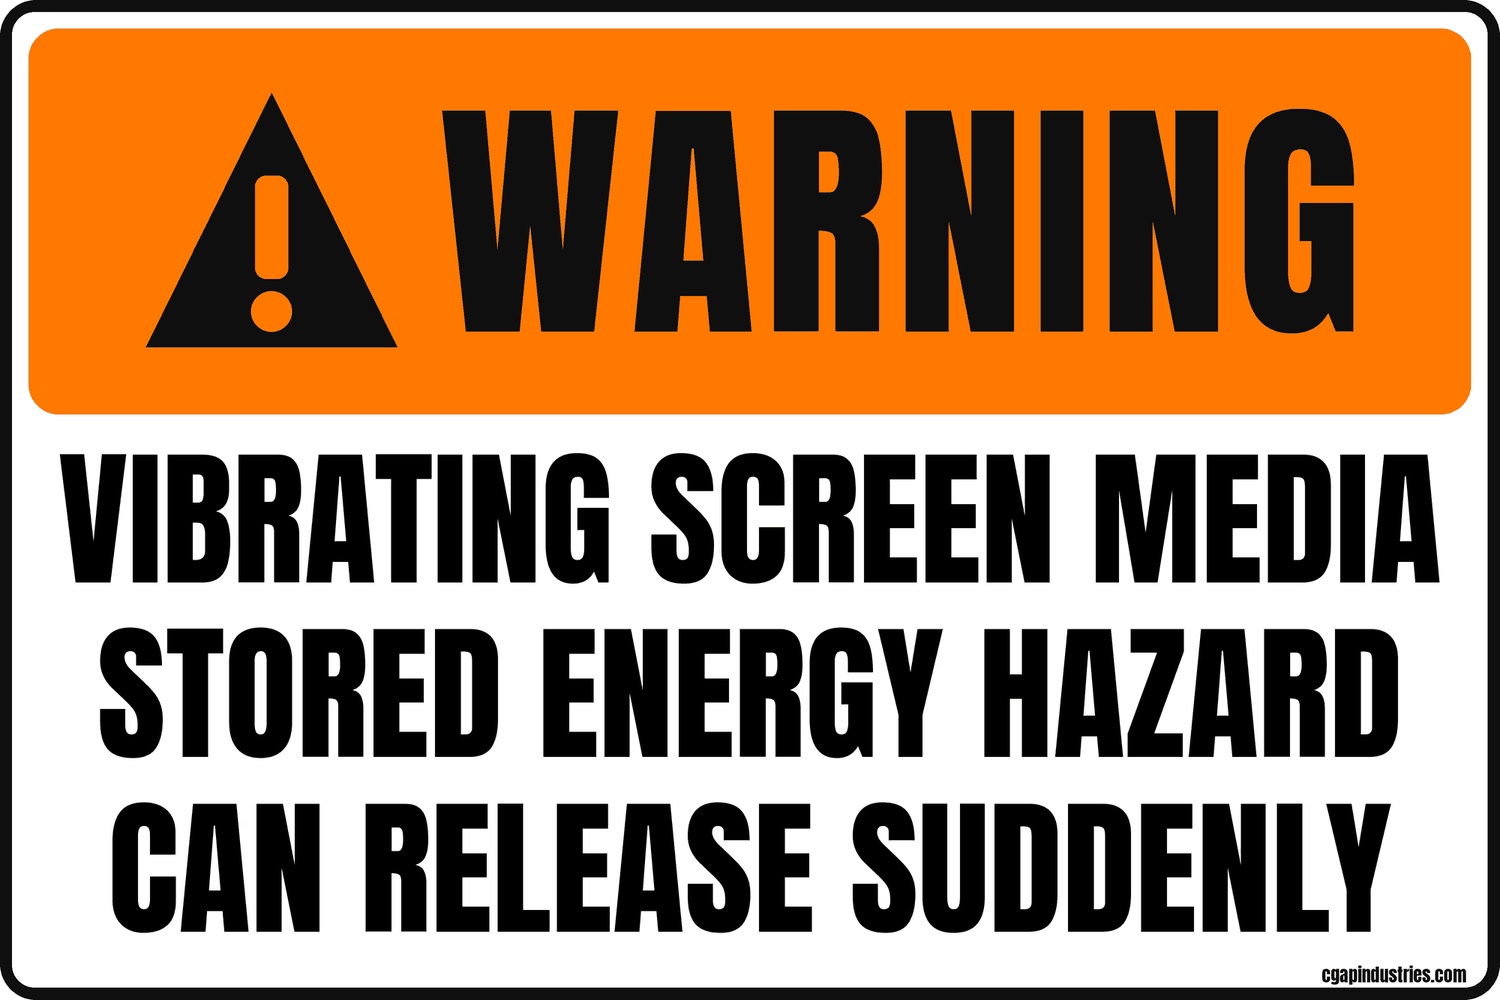 WARNING
VIBRATING SCREEN MEDIA
STORED ENERGY HAZARD
CAN RELEASE SUDDENLY
cgapindustries.com